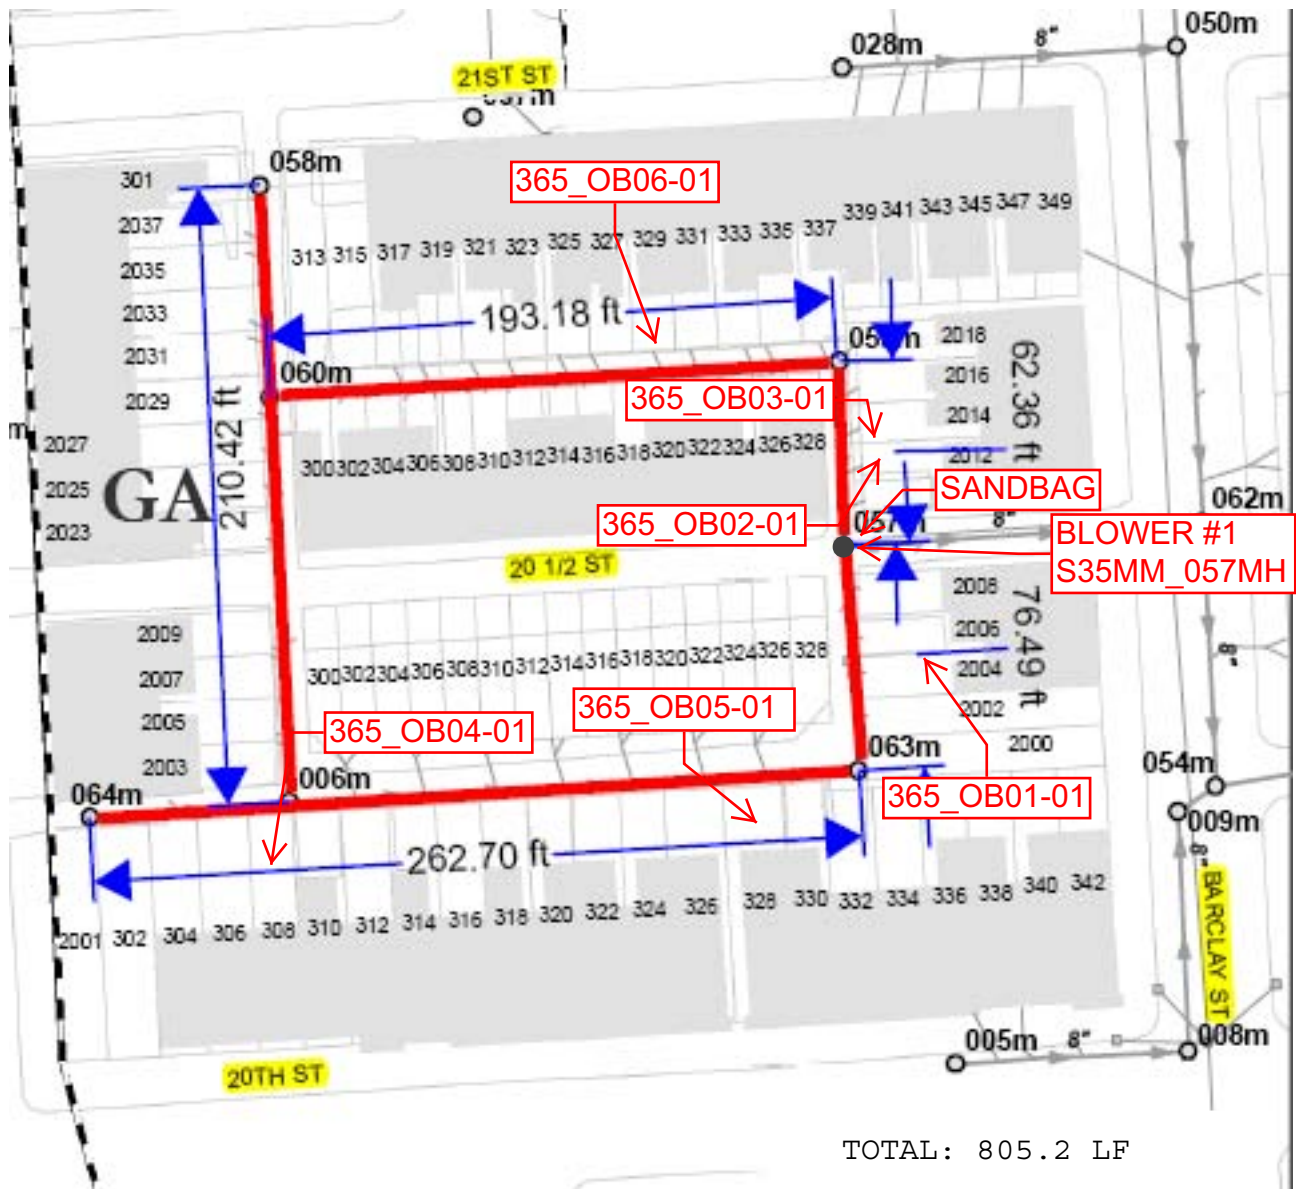 050m
028m
8"
21ST ST
058m
301
2037
2035
2033
2031
2029
2027
2025
2023
365_OB06-01
339 341 343 345 347 349
313 315 317 319 321 323 325 327 329 331 333 335 337
193.18 ft
060m
365_OB03-01
2018
2016
2014
2012
62.36 ft
210.42 ft
GA
300 302 304 306 308 310 312 314 316 318 320 322 324 326 328
SANDBAG
365_OB02-01
057m
8"
062m
BLOWER #1
S35MM_057MH
20 1/2 ST
2008
2006
2004
2002
2000
76.49 ft
8"
2009
2007
2005
2003
300 302 304 306 308 310 312 314 316 318 320 322 324 326 328
365_OB05-01
365_OB04-01
063m
365_OB01-01
054m
009m
064m
006m
262.70 ft
8"
BARCLAY ST
2001 302 304 306 308 310 312 314 316 318 320 322 324 326 328 330 332 334 336 338 340 342
20TH ST
005m
8"
008m
TOTAL: 805.2 LF